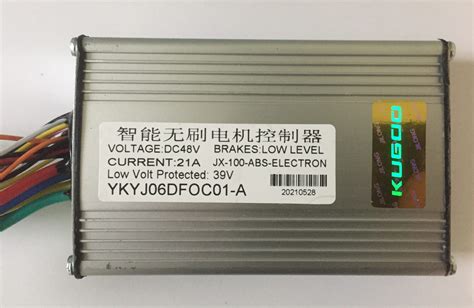 智能无刷电机控制器
VOLTAGE:DC48V BRAKES:LOW LEVEL
CURRENT:21A JX-100-ABS-ELECTRON
Low Volt Protected: 39V
YKYJ06DFOC01-A
20210528
KUGOO